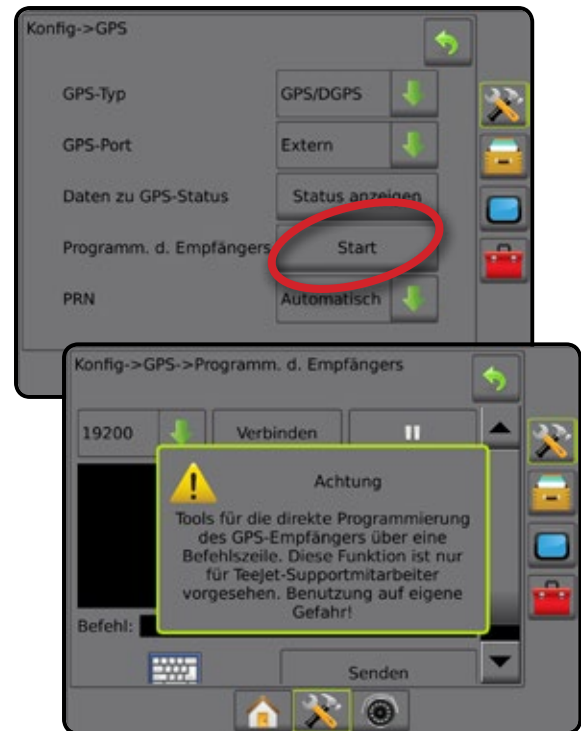 Konfig->GPS
GPS-Typ GPS/DGPS
GPS-Port Extern
Daten zu GPS-Status Status anzeigen
Programm. d. Empfängers Start
PRN Automatisch
Konfig->GPS->Programm. d. Empfängers
19200 Verbinden
Achtung
Tools für die direkte Programmierung
des GPS-Empfängers über eine
Befehlszeile. Diese Funktion ist nur
für TeeJet-Supportmitarbeiter
vorgesehen. Benutzung auf eigene
Gefahr!
Befehl:
Senden